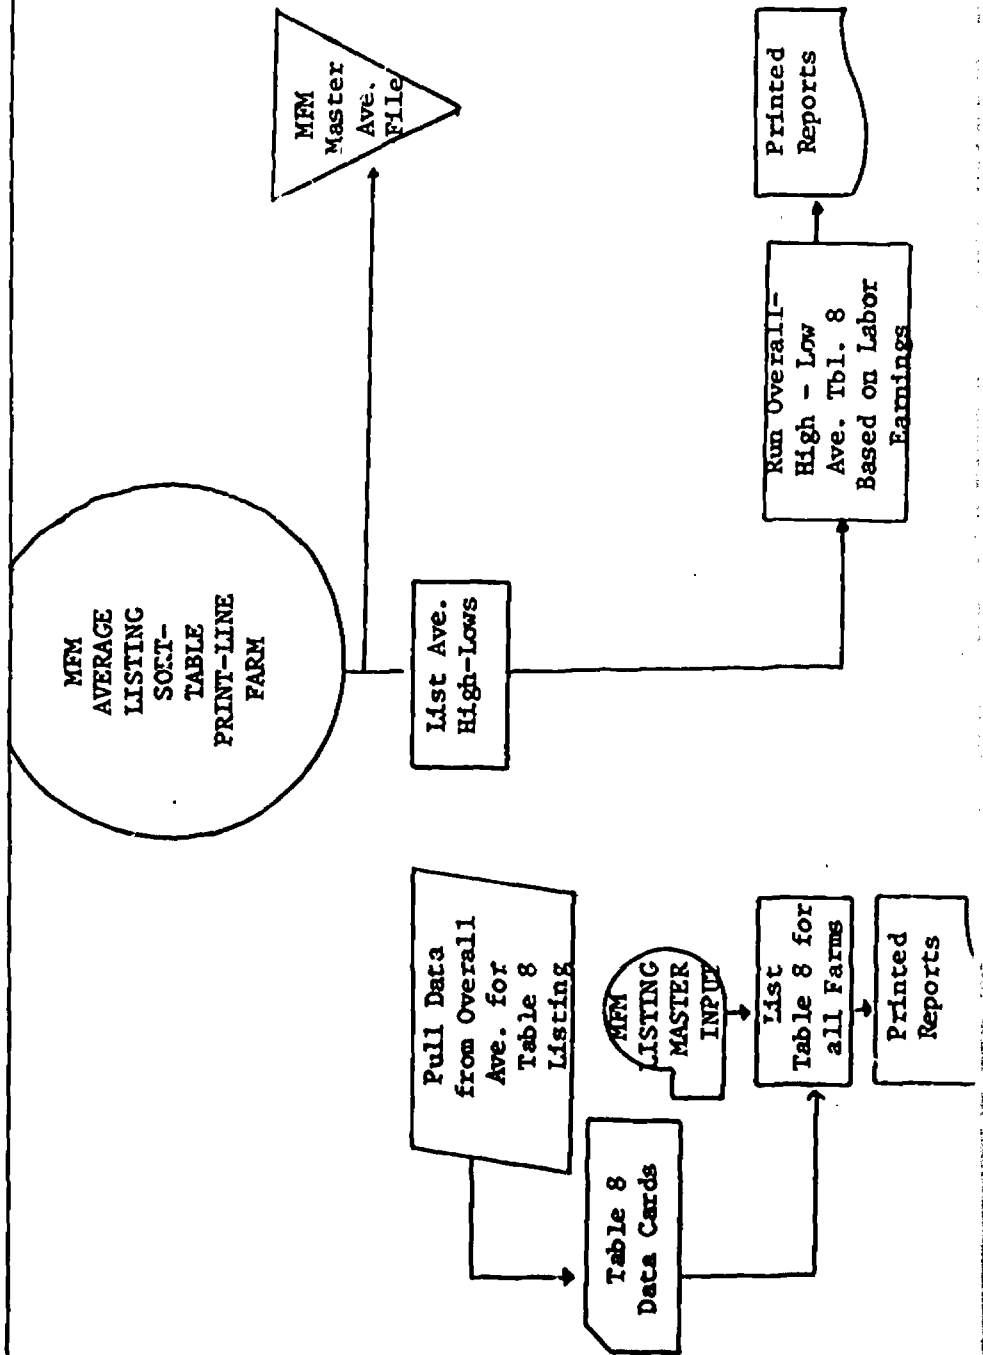 MFM
AVERAGE
LISTING
SORT-
TABLE
PRINT-LINE
FARM
MFM
Master
Ave.
File
List Ave.
High-Lows
Run Overall-
High - Low
Ave. Tbl. 8
Based on Labor
Earnings
Printed
Reports
Pull Data
from Overall
Ave. for
Table 8
Listing
Table 8
Data Cards
MFM
LISTING
MASTER
INPUT
List
Table 8 for
all Farms
Printed
Reports